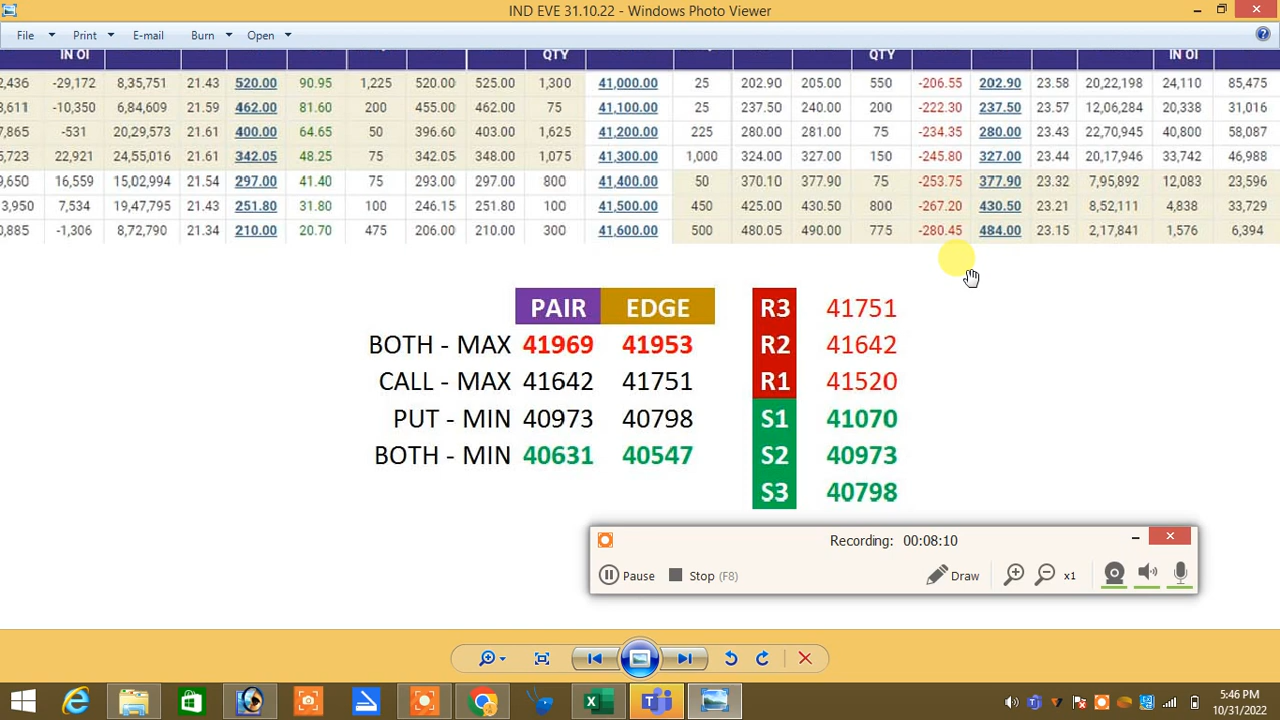 IND EVE 31.10.22 - Windows Photo Viewer
File Print E-mail Burn Open
IN OI QTY QTY IN OI
2,436 -29,172 8,35,751 21.43 520.00 90.95 1,225 520.00 525.00 1,300 41,000.00 25 202.90 205.00 550 -206.55 202.90 23.58 20,22,198 24,110 85,475
3,611 -10,350 6,84,609 21.59 462.00 81.60 200 455.00 462.00 75 41,100.00 25 237.50 240.00 200 -222.30 237.50 23.57 12,06,284 20,338 31,016
7,865 -531 20,29,573 21.61 400.00 64.65 50 396.60 403.00 1,625 41,200.00 225 280.00 281.00 75 -234.35 280.00 23.43 22,70,945 40,800 58,087
5,723 22,921 24,55,016 21.61 342.05 48.25 75 342.05 348.00 1,075 41,300.00 1,000 324.00 327.00 150 -245.80 327.00 23.44 20,17,946 33,742 46,988
9,650 16,559 15,02,994 21.54 297.00 41.40 75 293.00 297.00 800 41,400.00 50 370.10 377.90 75 -253.75 377.90 23.32 7,95,892 12,083 23,596
3,950 7,534 19,47,795 21.43 251.80 31.80 100 246.15 251.80 100 41,500.00 450 425.00 430.50 800 -267.20 430.50 23.21 8,52,111 4,838 33,729
0,885 -1,306 8,72,790 21.34 210.00 20.70 475 206.00 210.00 300 41,600.00 500 480.05 490.00 775 -280.45 484.00 23.15 2,17,841 1,576 6,394
PAIR EDGE R3 41751
BOTH - MAX 41969 41953 R2 41642
CALL - MAX 41642 41751 R1 41520
PUT - MIN 40973 40798 S1 41070
BOTH - MIN 40631 40547 S2 40973
S3 40798
Recording: 00:08:10
Pause Stop (F8) Draw x1
5:46 PM
10/31/2022